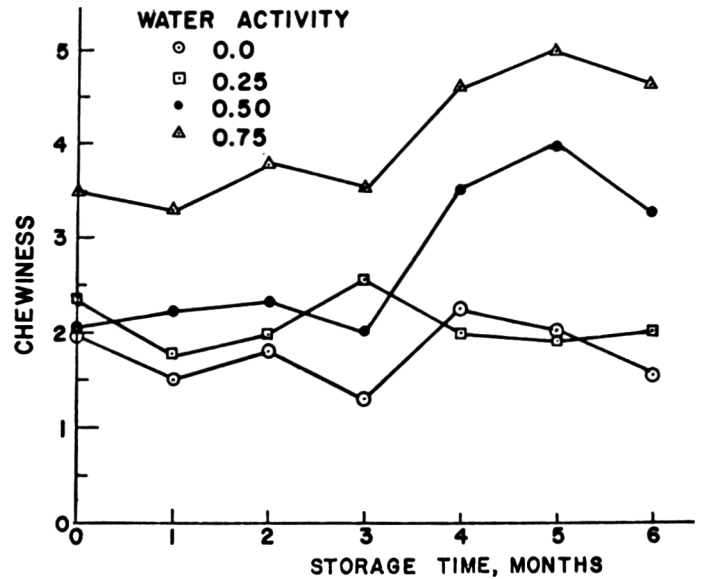 WATER ACTIVITY
0.0
0.25
0.50
0.75
5
4
3
2
1
0
CHEWINESS
0 1 2 3 4 5 6
STORAGE TIME, MONTHS